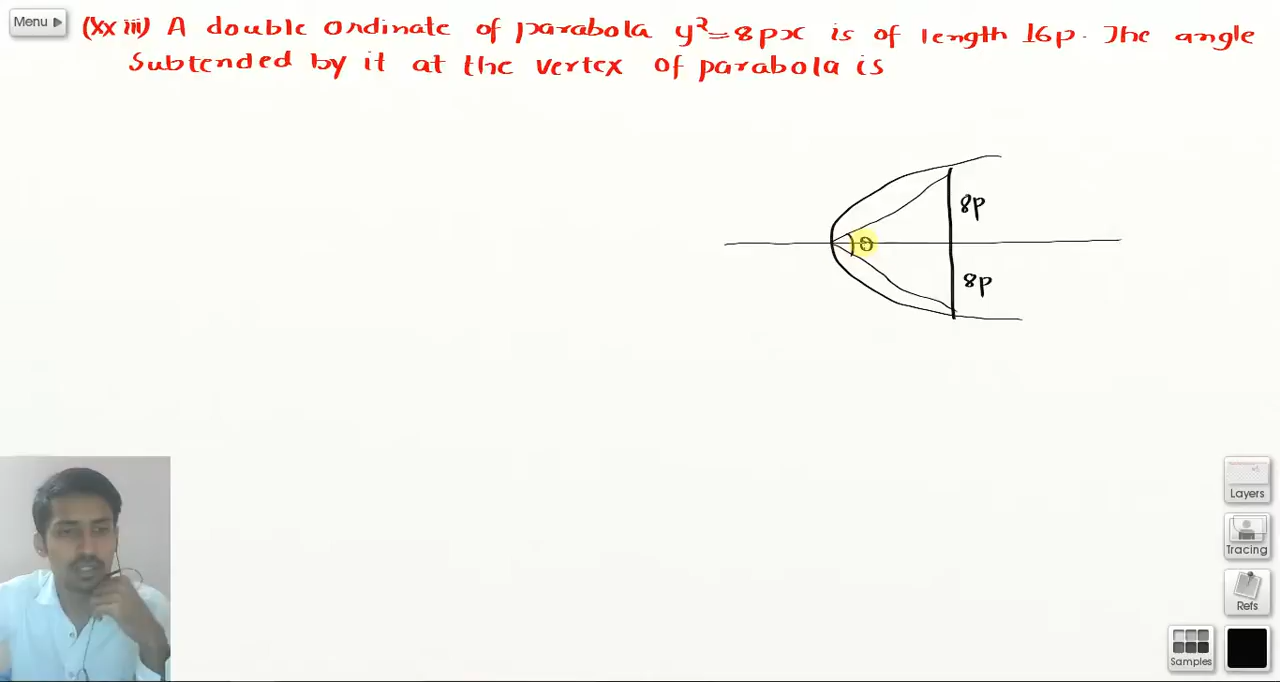 Menu
(xxiii) A double ordinate of parabola y²=8px is of length 16p. The angle
Subtended by it at the vertex of parabola is
8p
θ
8p
Layers
Tracing
Refs
Samples